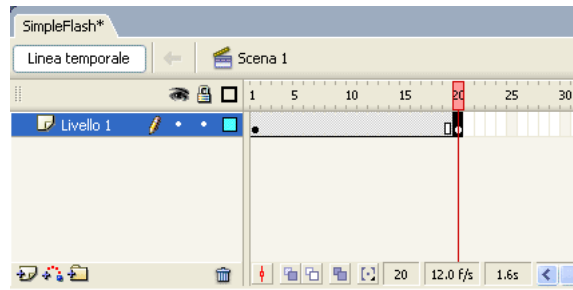 SimpleFlash*
Linea temporale Scena 1
1 5 10 15 20 25 30
Livello 1
20 12.0 f/s 1.6s